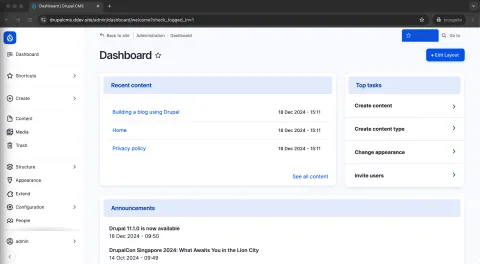 Dashboard | Drupal CMS
drupalcms.ddev.site/admin/dashboard/welcome?check_logged_in=1
Incognito
Back to site
Administration
Dashboard
Go to
Dashboard
+ Edit Layout
Dashboard
Shortcuts
Create
Content
Media
Trash
Structure
Appearance
Extend
Configuration
People
admin
Recent content
Building a blog using Drupal 18 Dec 2024 - 15:11
Home 18 Dec 2024 - 15:11
Privacy policy 18 Dec 2024 - 15:11
See all content
Top tasks
Create content
Create content type
Change appearance
Invite users
Announcements
Drupal 11.1.0 is now available
16 Dec 2024 - 09:50
DrupalCon Singapore 2024: What Awaits You in the Lion City
14 Oct 2024 - 09:49